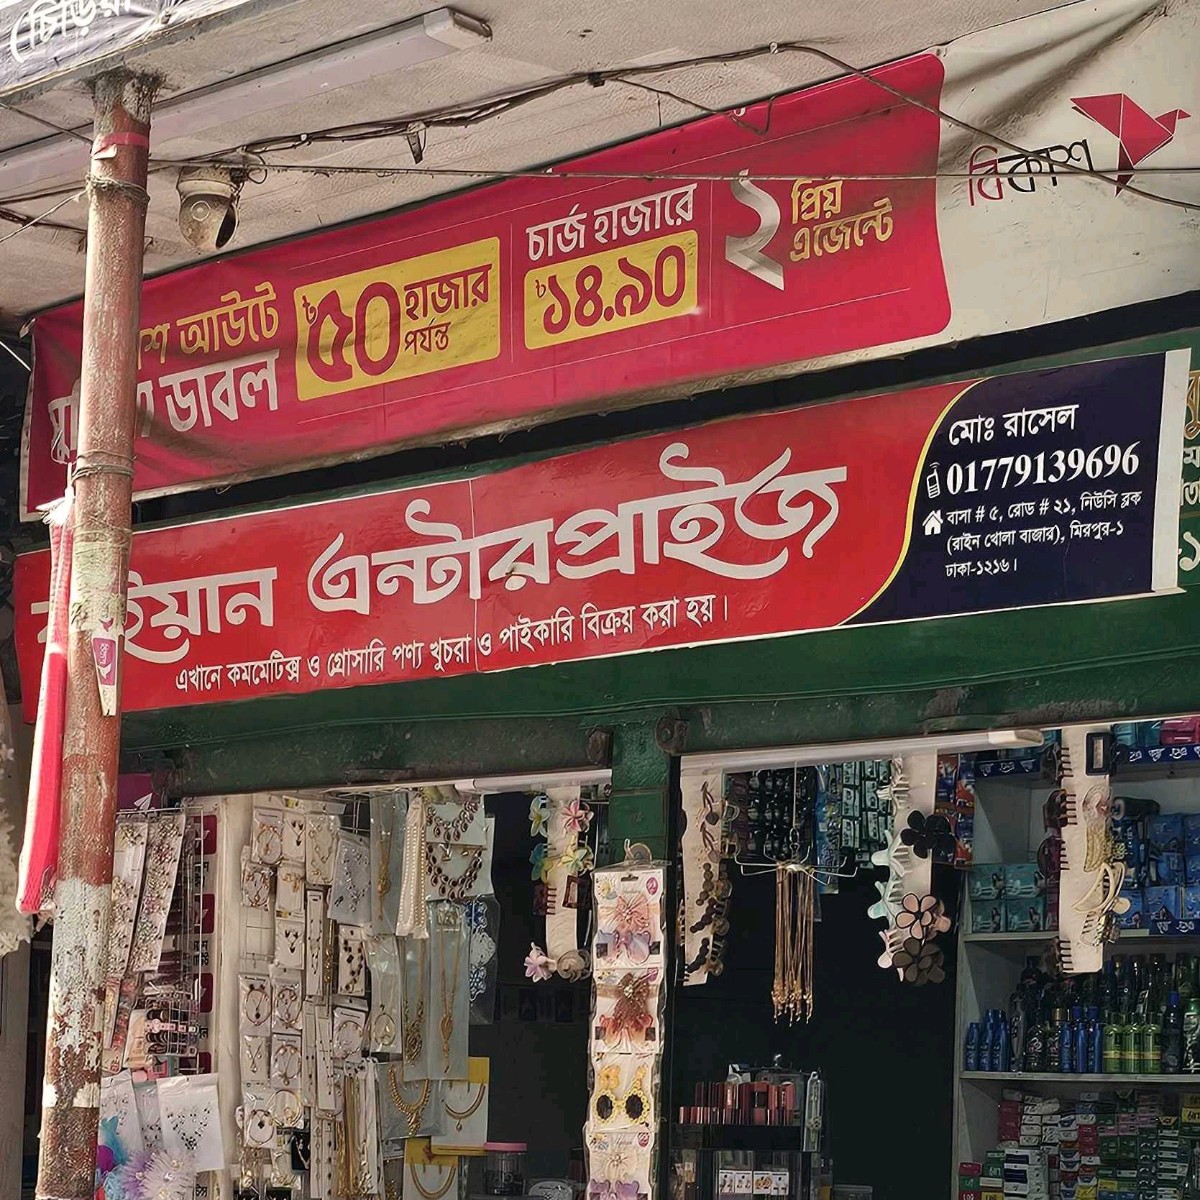 (চিড়িয়া
আউটে
ডাবল
৳৫০ হাজার
পর্যন্ত
চার্জ হাজারে
৳১৪.৯০
২ প্রিয়
এজেন্টে
বিকাশ
এন্টারপ্রাইজ
এখানে কমমেটিক্স ও গ্রোসারি পণ্য খুচরা ও পাইকারি বিক্রয় করা হয়।
মোঃ রাসেল
01779139696
বাসা # ৫, রোড # ২১, নিউসি ব্লক
(রাইন খোলা বাজার), মিরপুর-১
ঢাকা-১২১৬।